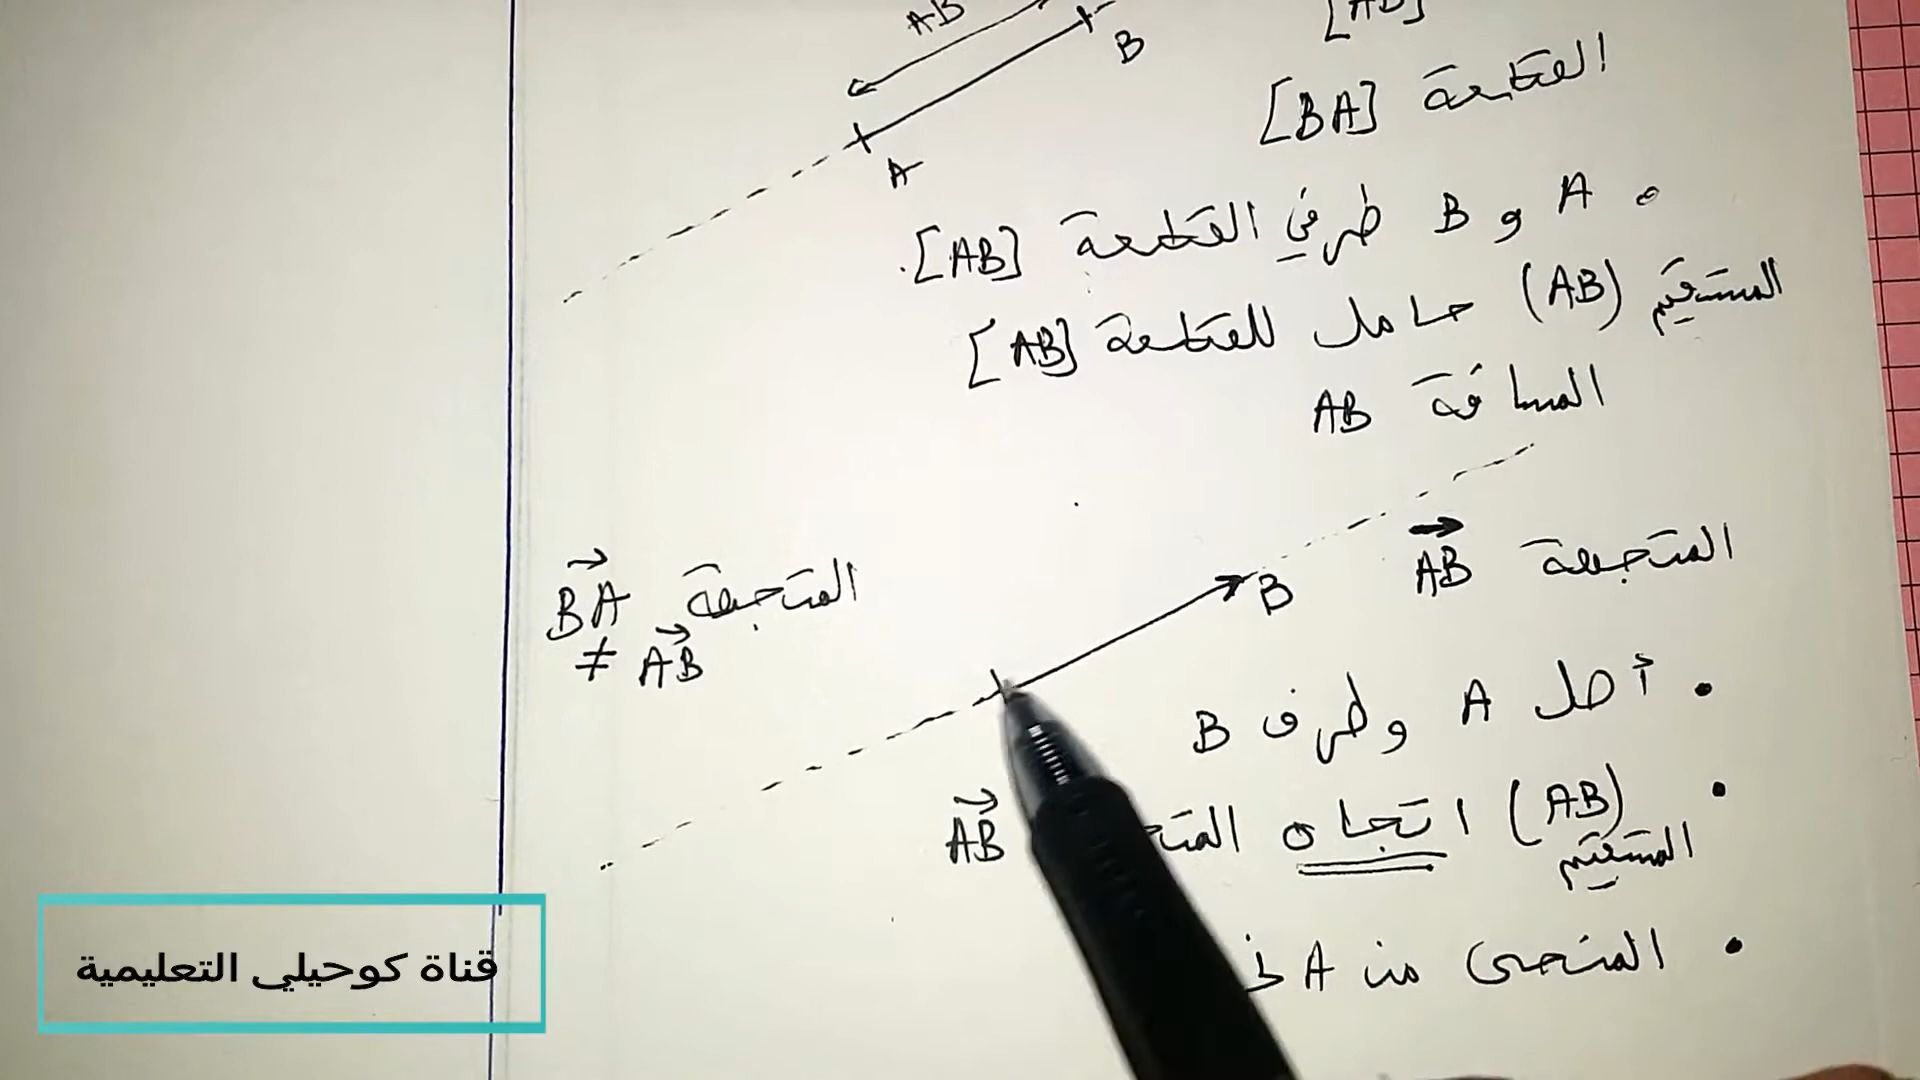 AB
B
A
[AB]
القطعة [BA]
A و B طرفي القطعة [AB].
المستقيم (AB) حامل للقطعة [AB]
المسافة AB
المتجهة AB
B
المتجهة BA
≠ AB
• أصل A وطرف B
• (AB) اتجاه AB
المستقيم
• المنحى من A
قناة كوحيلي التعليمية